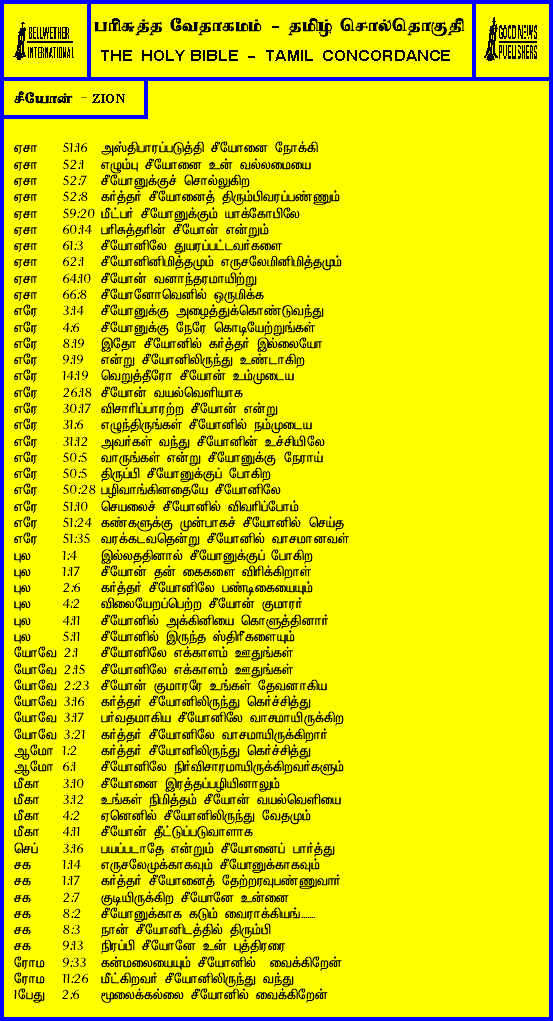 BELLWETHER
INTERNATIONAL
பரிசுத்த வேதாகமம் - தமிழ் சொல்தொகுதி
THE HOLY BIBLE - TAMIL CONCORDANCE
GOOD NEWS
PUBLISHERS
சீயோன் - ZION
ஏசா 51:16 அஸ்திபாரப்படுத்தி சீயோனை நோக்கி
ஏசா 52:1 எழும்பு சீயோனை உன் வல்லமையை
ஏசா 52:7 சீயோனுக்குச் சொல்லுகிற
ஏசா 52:8 கர்த்தர் சீயோனைத் திரும்பிவரப்பண்ணும்
ஏசா 59:20 மீட்பர் சீயோனுக்கும் யாக்கோபிலே
ஏசா 60:14 பரிசுத்தரின் சீயோன் என்றும்
ஏசா 61:3 சீயோனிலே துயரப்பட்டவர்களை
ஏசா 62:1 சீயோனினிமித்தமும் எருசலேமினிமித்தமும்
ஏசா 64:10 சீயோன் வனாந்தரமாயிற்று
ஏசா 66:8 சீயோனோவெனில் ஒருமிக்க
எரே 3:14 சீயோனுக்கு அழைத்துக்கொண்டுவந்து
எரே 4:6 சீயோனுக்கு நேரே கொடியேற்றுங்கள்
எரே 8:19 இதோ சீயோனில் கர்த்தர் இல்லையோ
எரே 9:19 என்று சீயோனிலிருந்து உண்டாகிற
எரே 14:19 வெறுத்தீரோ சீயோன் உம்முடைய
எரே 26:18 சீயோன் வயல்வெளியாக
எரே 30:17 விசாரிப்பாரற்ற சீயோன் என்று
எரே 31:6 எழுந்திருங்கள் சீயோனில் நம்முடைய
எரே 31:12 அவர்கள் வந்து சீயோனின் உச்சியிலே
எரே 50:5 வாருங்கள் என்று சீயோனுக்கு நேராய்
எரே 50:5 திருப்பி சீயோனுக்குப் போகிற
எரே 50:28 பழிவாங்கினதையே சீயோனிலே
எரே 51:10 செயலைச் சீயோனில் விவரிப்போம்
எரே 51:24 கண்களுக்கு முன்பாகச் சீயோனில் செய்த
எரே 51:35 வரக்கடவதென்று சீயோனில் வாசமானவள்
புல 1:4 இல்லததினால் சீயோனுக்குப் போகிற
புல 1:17 சீயோன் தன் கைகளை விரிக்கிறாள்
புல 2:6 கர்த்தர் சீயோனிலே பண்டிகையையும்
புல 4:2 விலையேறப்பெற்ற சீயோன் குமாரர்
புல 4:11 சீயோனில் அக்கினியை கொளுத்தினார்
புல 5:11 சீயோனில் இருந்த ஸ்திரீகளையும்
யோவே 2:1 சீயோனிலே எக்காளம் ஊதுங்கள்
யோவே 2:15 சீயோனிலே எக்காளம் ஊதுங்கள்
யோவே 2:23 சீயோன் குமாரரே உங்கள் தேவனாகிய
யோவே 3:16 கர்த்தர் சீயோனிலிருந்து கெர்ச்சித்து
யோவே 3:17 பர்வதமாகிய சீயோனிலே வாசமாயிருக்கிற
யோவே 3:21 கர்த்தர் சீயோனிலே வாசமாயிருக்கிறார்
ஆமோ 1:2 கர்த்தர் சீயோனிலிருந்து கெர்ச்சித்து
ஆமோ 6:1 சீயோனிலே நிர்விசாரமாயிருக்கிறவர்களும்
மீகா 3:10 சீயோனை இரத்தப்பழியினாலும்
மீகா 3:12 உங்கள் நிமித்தம் சீயோன் வயல்வெளியை
மீகா 4:2 ஏனெனில் சீயோனிலிருந்து வேதமும்
மீகா 4:11 சீயோன் தீட்டுப்படுவாளாக
செப் 3:16 பயப்படாதே என்றும் சீயோனைப் பார்த்து
சக 1:14 எருசலேமுக்காகவும் சீயோனுக்காகவும்
சக 1:17 கர்த்தர் சீயோனைத் தேற்றரவுபண்ணுவார்
சக 2:7 குடியிருக்கிற சீயோனே உன்னை
சக 8:2 சீயோனுக்காக கடும் வைராக்கியங்.......
சக 8:3 நான் சீயோனிடத்தில் திரும்பி
சக 9:13 நிரப்பி சீயோனே உன் புத்திரரை
ரோம 9:33 கன்மலையையும் சீயோனில் வைக்கிறேன்
ரோம 11:26 மீட்கிறவர் சீயோனிலிருந்து வந்து
1பேது 2:6 மூலைக்கல்லை சீயோனில் வைக்கிறேன்